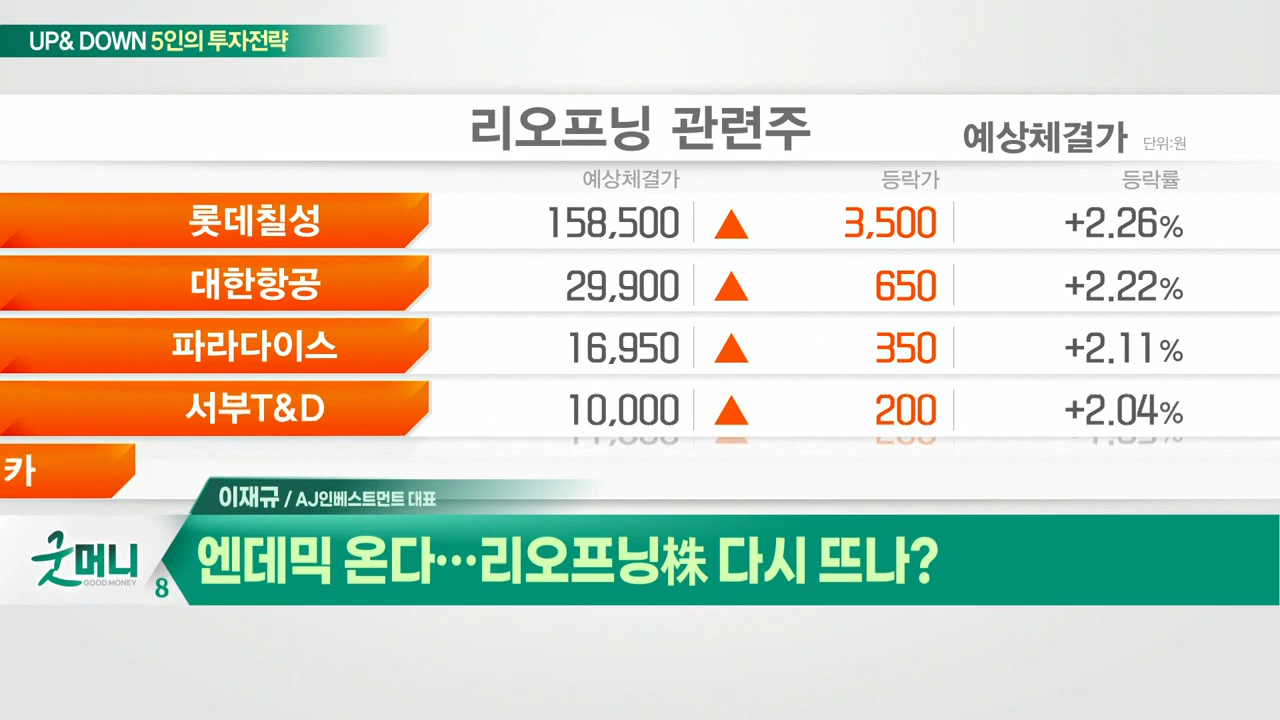 UP& DOWN 5인의 투자전략
리오프닝 관련주 예상체결가 단위:원
예상체결가 등락가 등락률
롯데칠성 158,500 ▲ 3,500 +2.26%
대한항공 29,900 ▲ 650 +2.22%
파라다이스 16,950 ▲ 350 +2.11%
서부T&D 10,000 ▲ 200 +2.04%
카
이재규 / AJ인베스트먼트 대표
굿머니
GOOD MONEY
8
엔데믹 온다…리오프닝株 다시 뜨나?